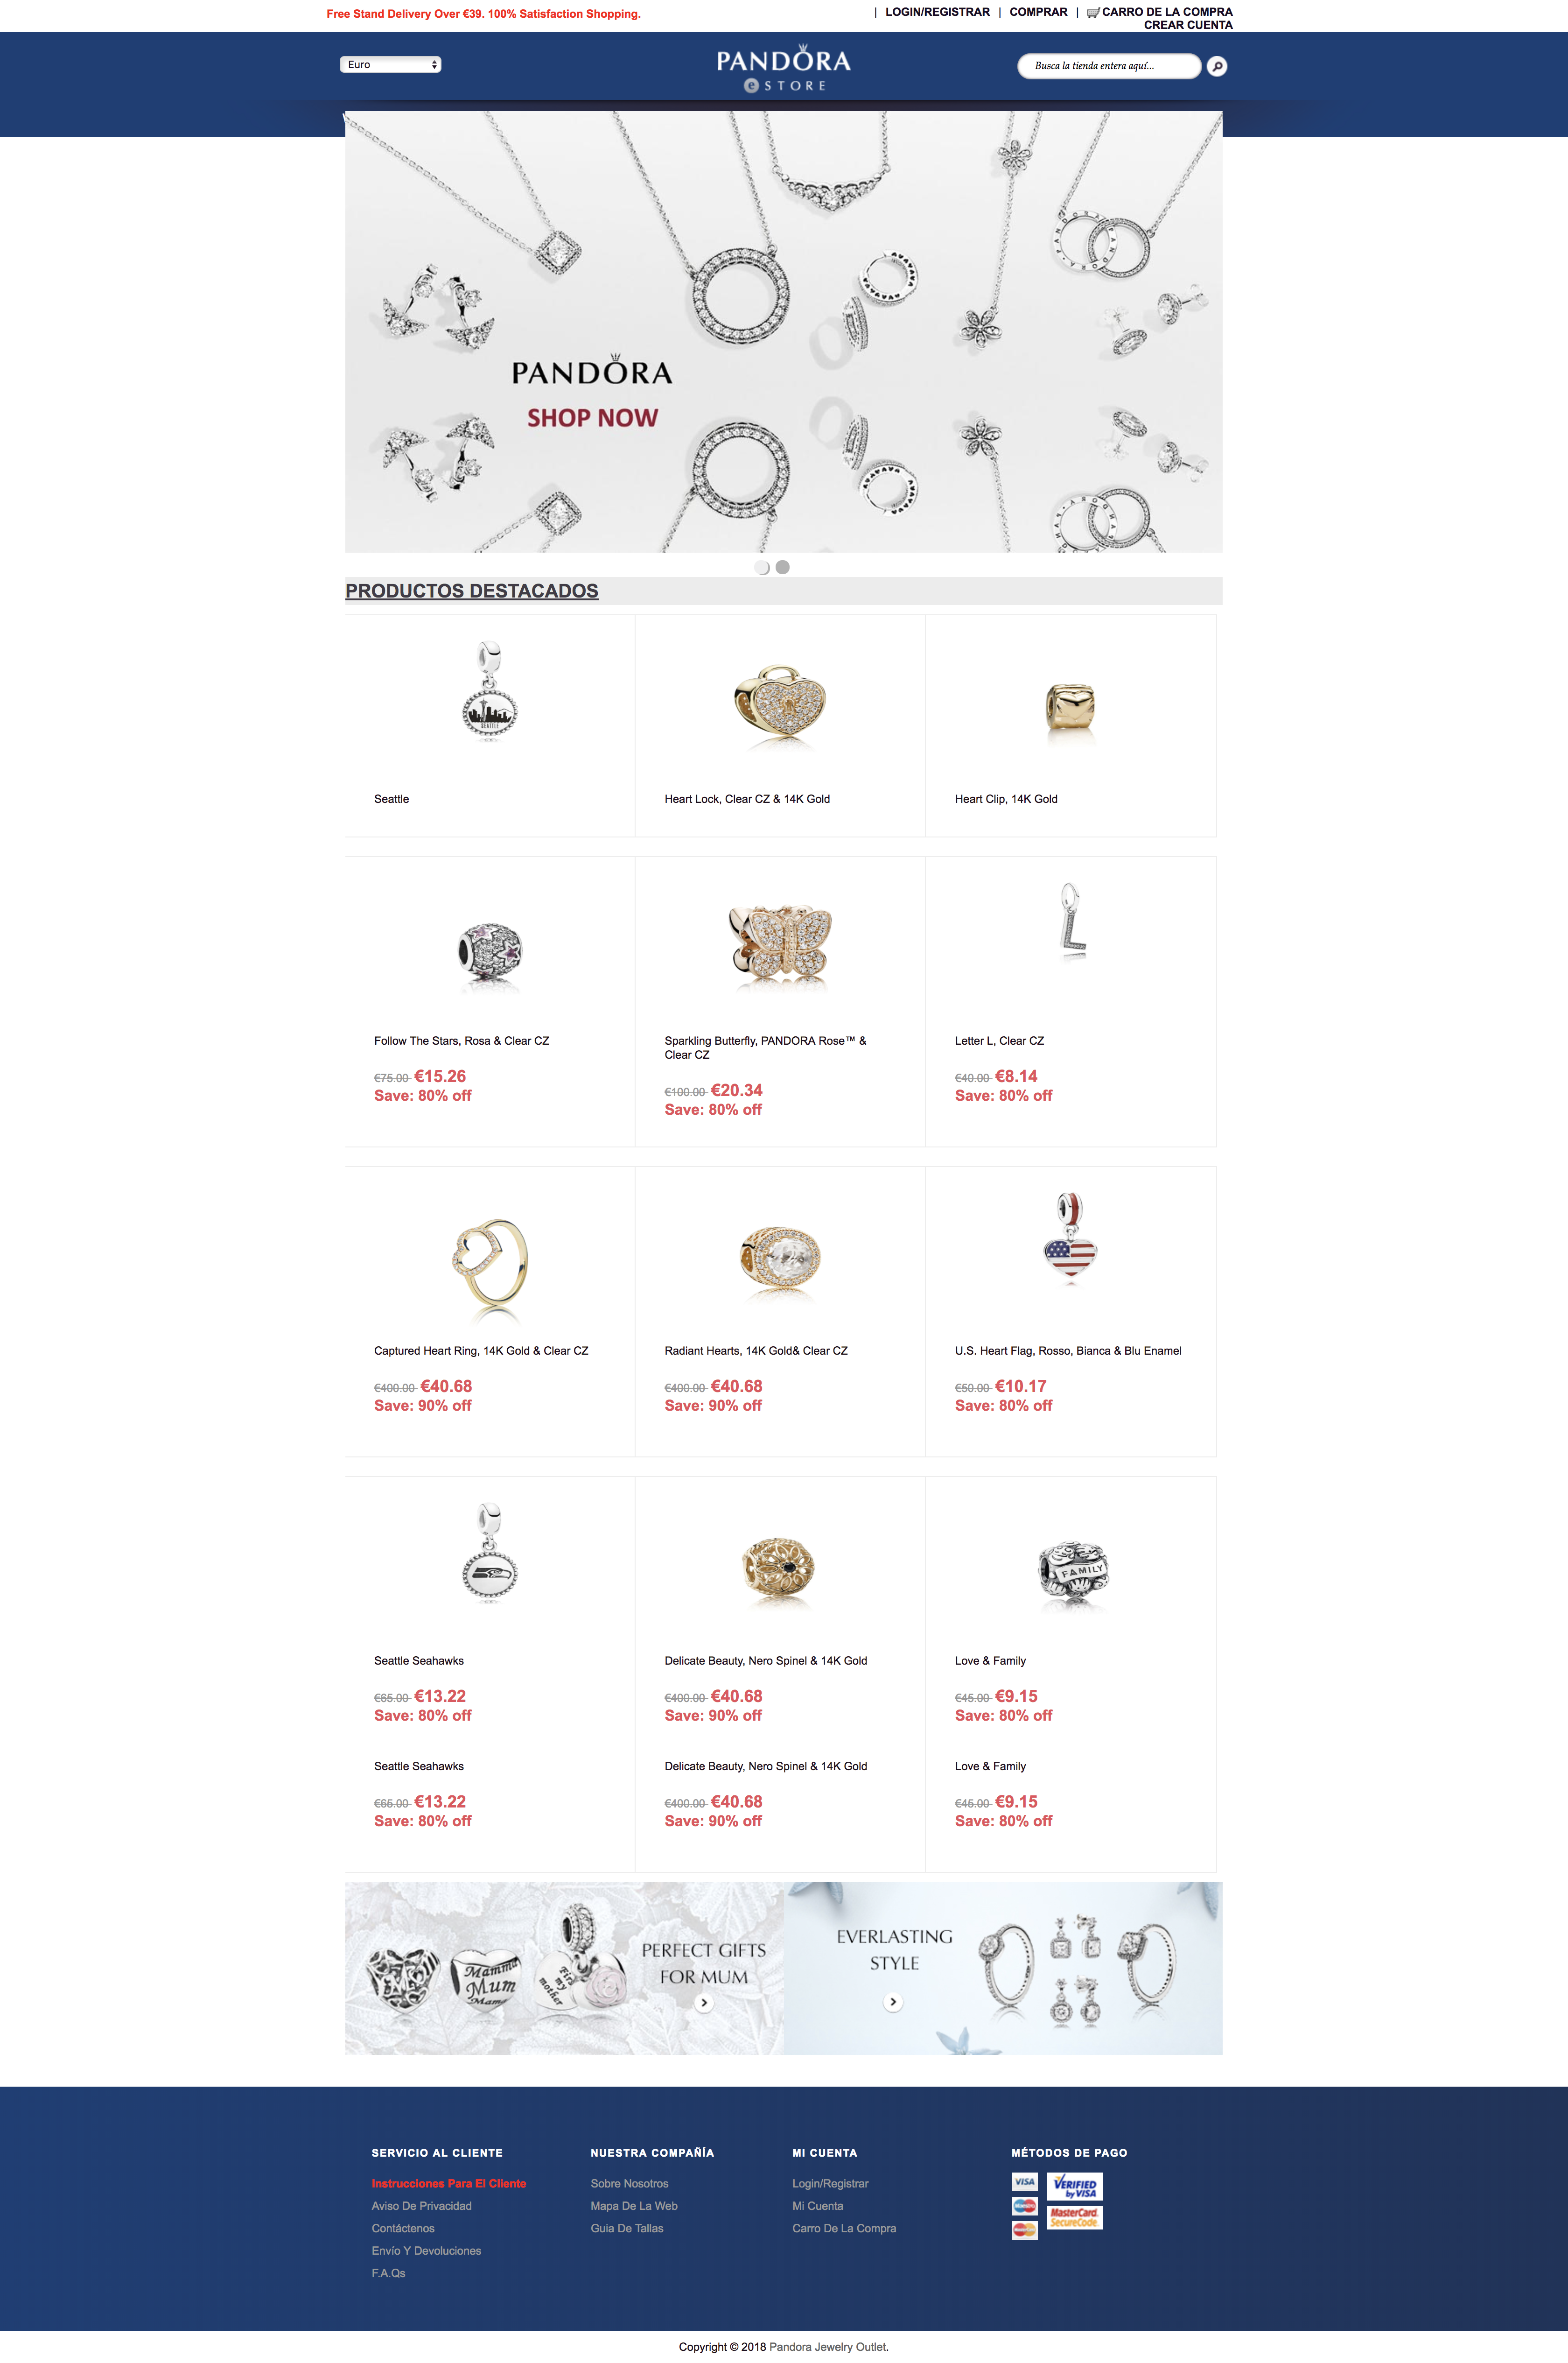 Free Stand Delivery Over €39. 100% Satisfaction Shopping.
| LOGIN/REGISTRAR | COMPRAR | CARRO DE LA COMPRA
CREAR CUENTA
Euro
PANDORA
e STORE
Busca la tienda entera aquí...
PANDORA
SHOP NOW
PRODUCTOS DESTACADOS
SEATTLE
Seattle
Heart Lock, Clear CZ & 14K Gold
Heart Clip, 14K Gold
Follow The Stars, Rosa & Clear CZ
€75.00 €15.26
Save: 80% off
Sparkling Butterfly, PANDORA Rose™ &
Clear CZ
€100.00 €20.34
Save: 80% off
Letter L, Clear CZ
€40.00 €8.14
Save: 80% off
Captured Heart Ring, 14K Gold & Clear CZ
€400.00 €40.68
Save: 90% off
Radiant Hearts, 14K Gold& Clear CZ
€400.00 €40.68
Save: 90% off
U.S. Heart Flag, Rosso, Bianca & Blu Enamel
€50.00 €10.17
Save: 80% off
FAMILY
Seattle Seahawks
€65.00 €13.22
Save: 80% off
Delicate Beauty, Nero Spinel & 14K Gold
€400.00 €40.68
Save: 90% off
Love & Family
€45.00 €9.15
Save: 80% off
Seattle Seahawks
€65.00 €13.22
Save: 80% off
Delicate Beauty, Nero Spinel & 14K Gold
€400.00 €40.68
Save: 90% off
Love & Family
€45.00 €9.15
Save: 80% off
Mamma
Mum
Mama
my
mother
PERFECT GIFTS
FOR MUM
EVERLASTING
STYLE
SERVICIO AL CLIENTE
Instrucciones Para El Cliente
Aviso De Privacidad
Contáctenos
Envío Y Devoluciones
F.A.Qs
NUESTRA COMPAÑÍA
Sobre Nosotros
Mapa De La Web
Guia De Tallas
MI CUENTA
Login/Registrar
Mi Cuenta
Carro De La Compra
MÉTODOS DE PAGO
VISA
VERIFIED
by VISA
MasterCard.
SecureCode.
Copyright © 2018 Pandora Jewelry Outlet.